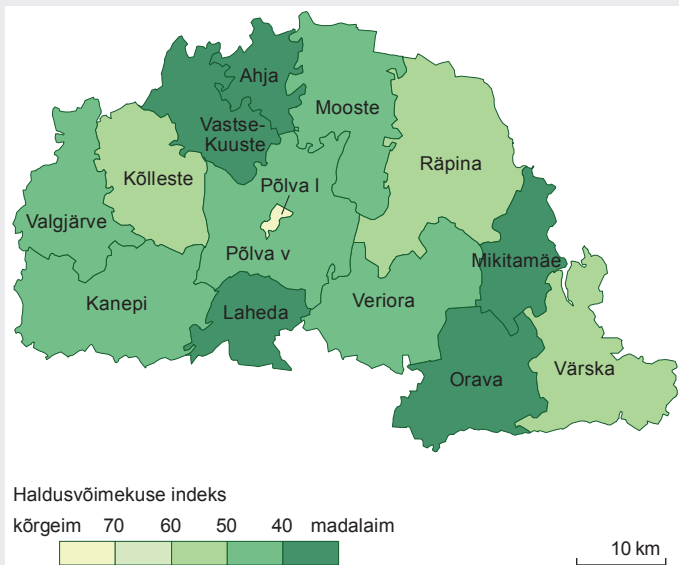 Ahja
Mooste
Vastse-
Kuuste
Räpina
Kõlleste
Põlva l
Valgjärve
Põlva v
Mikitamäe
Kanepi
Laheda
Veriora
Värska
Orava
Haldusvõimekuse indeks
kõrgeim 70 60 50 40 madalaim
10 km